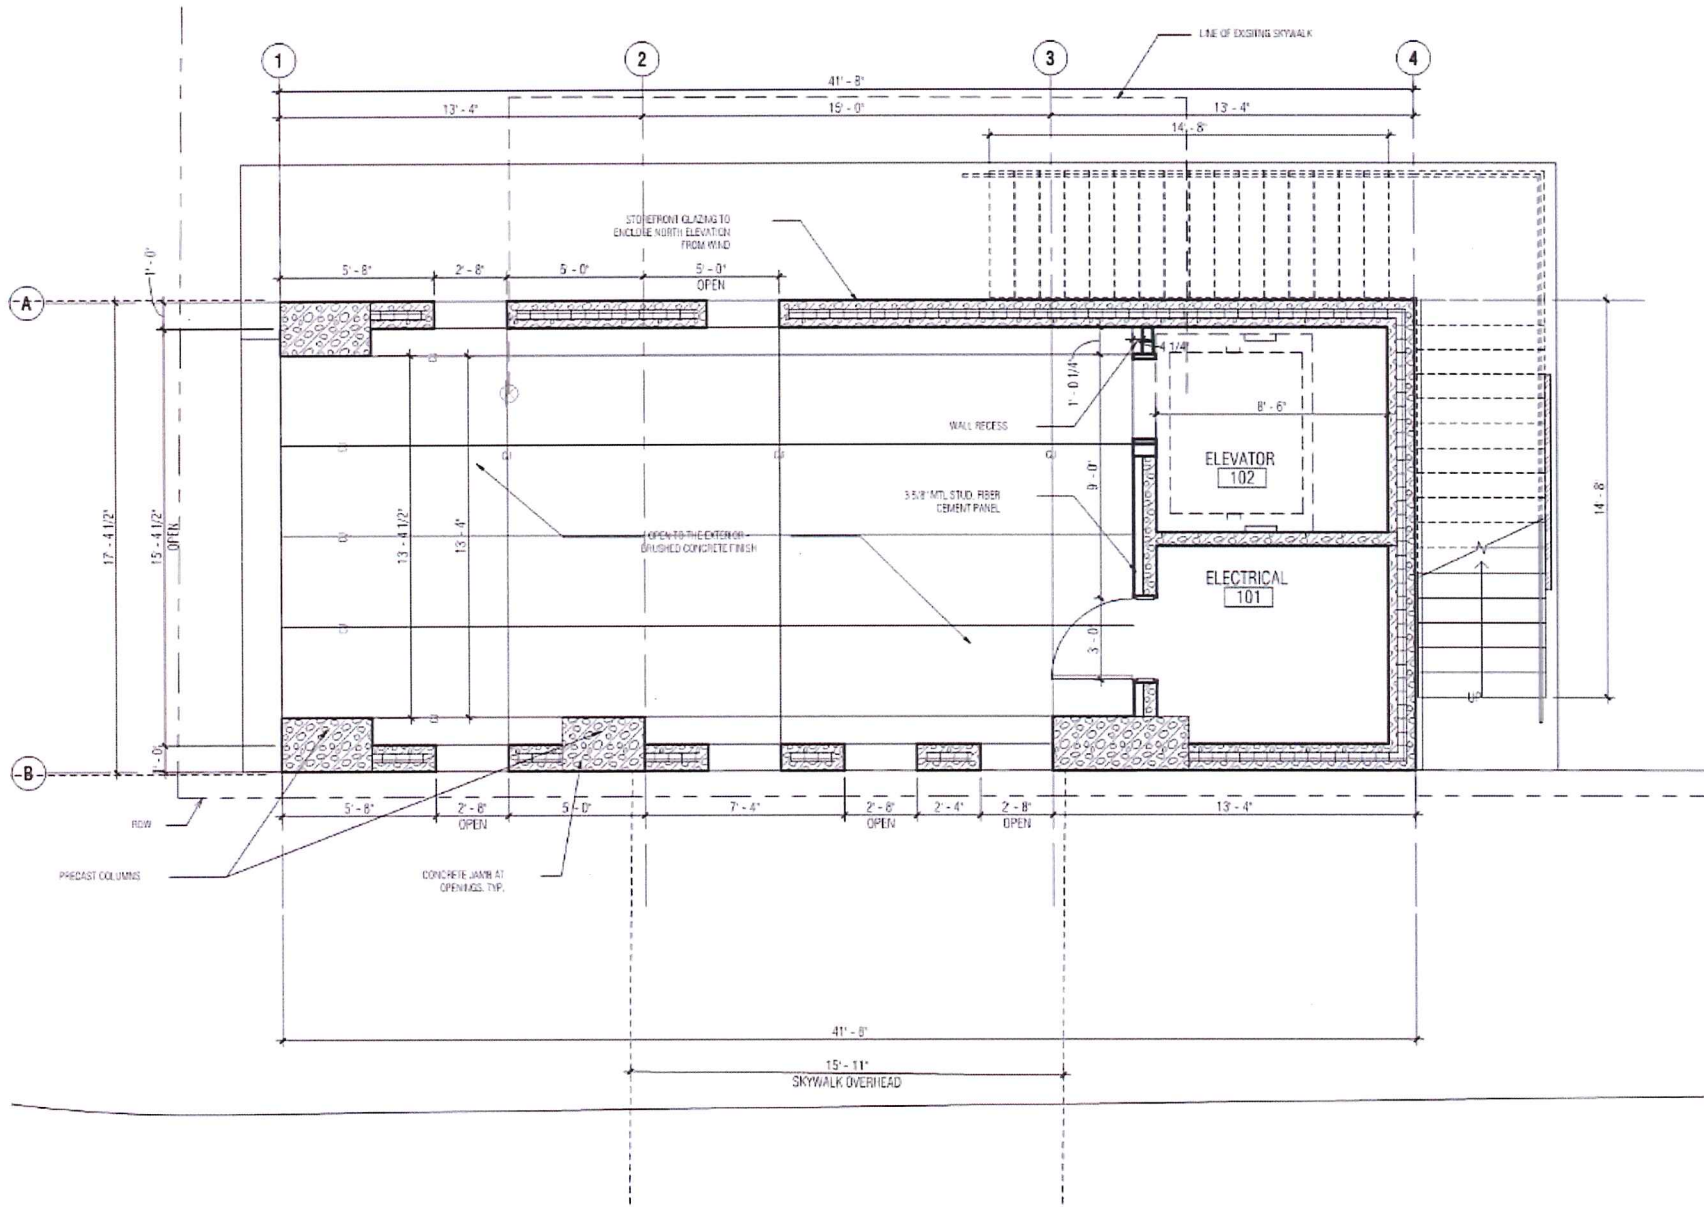 LINE OF EXISTING SKYWALK
1
2
3
4
41' - 8"
13' - 4"
15' - 0"
13' - 4"
14' - 8"
STOREFRONT GLAZING TO
ENCLOSE NORTH ELEVATION
FROM WIND
1' - 0"
5' - 8"
2' - 8"
5' - 0"
5' - 0"
OPEN
A
4 1/4"
1' - 0 1/4"
8' - 6"
WALL RECESS
ELEVATOR
102
9' - 0"
3 5/8" MTL STUD, FIBER
CEMENT PANEL
14' - 8"
17' - 4 1/2"
15' - 4 1/2"
OPEN
13' - 4 1/2"
13' - 4"
OPEN TO THE EXTERIOR -
BRUSHED CONCRETE FINISH
ELECTRICAL
101
3' - 0"
UP
1' - 0"
B
ROW
5' - 8"
2' - 8"
OPEN
5' - 0"
7' - 4"
2' - 8"
OPEN
2' - 4"
2' - 8"
OPEN
13' - 4"
PRECAST COLUMNS
CONCRETE JAMB AT
OPENINGS, TYP.
41' - 8"
15' - 11"
SKYWALK OVERHEAD